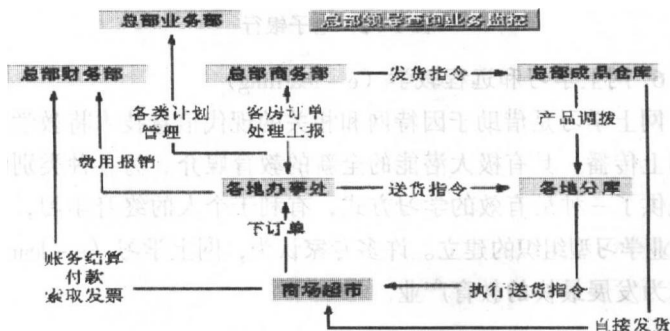 总部业务部
总部领导查询业务监控
总部财务部
总部商务部
发货指令
总部成品仓库
各类计划
管理
客房订单
处理上报
产品调拨
费用报销
各地办事处
送货指令
各地分库
下订单
账务结算
付款
索取发票
商场超市
执行送货指令
直接发货